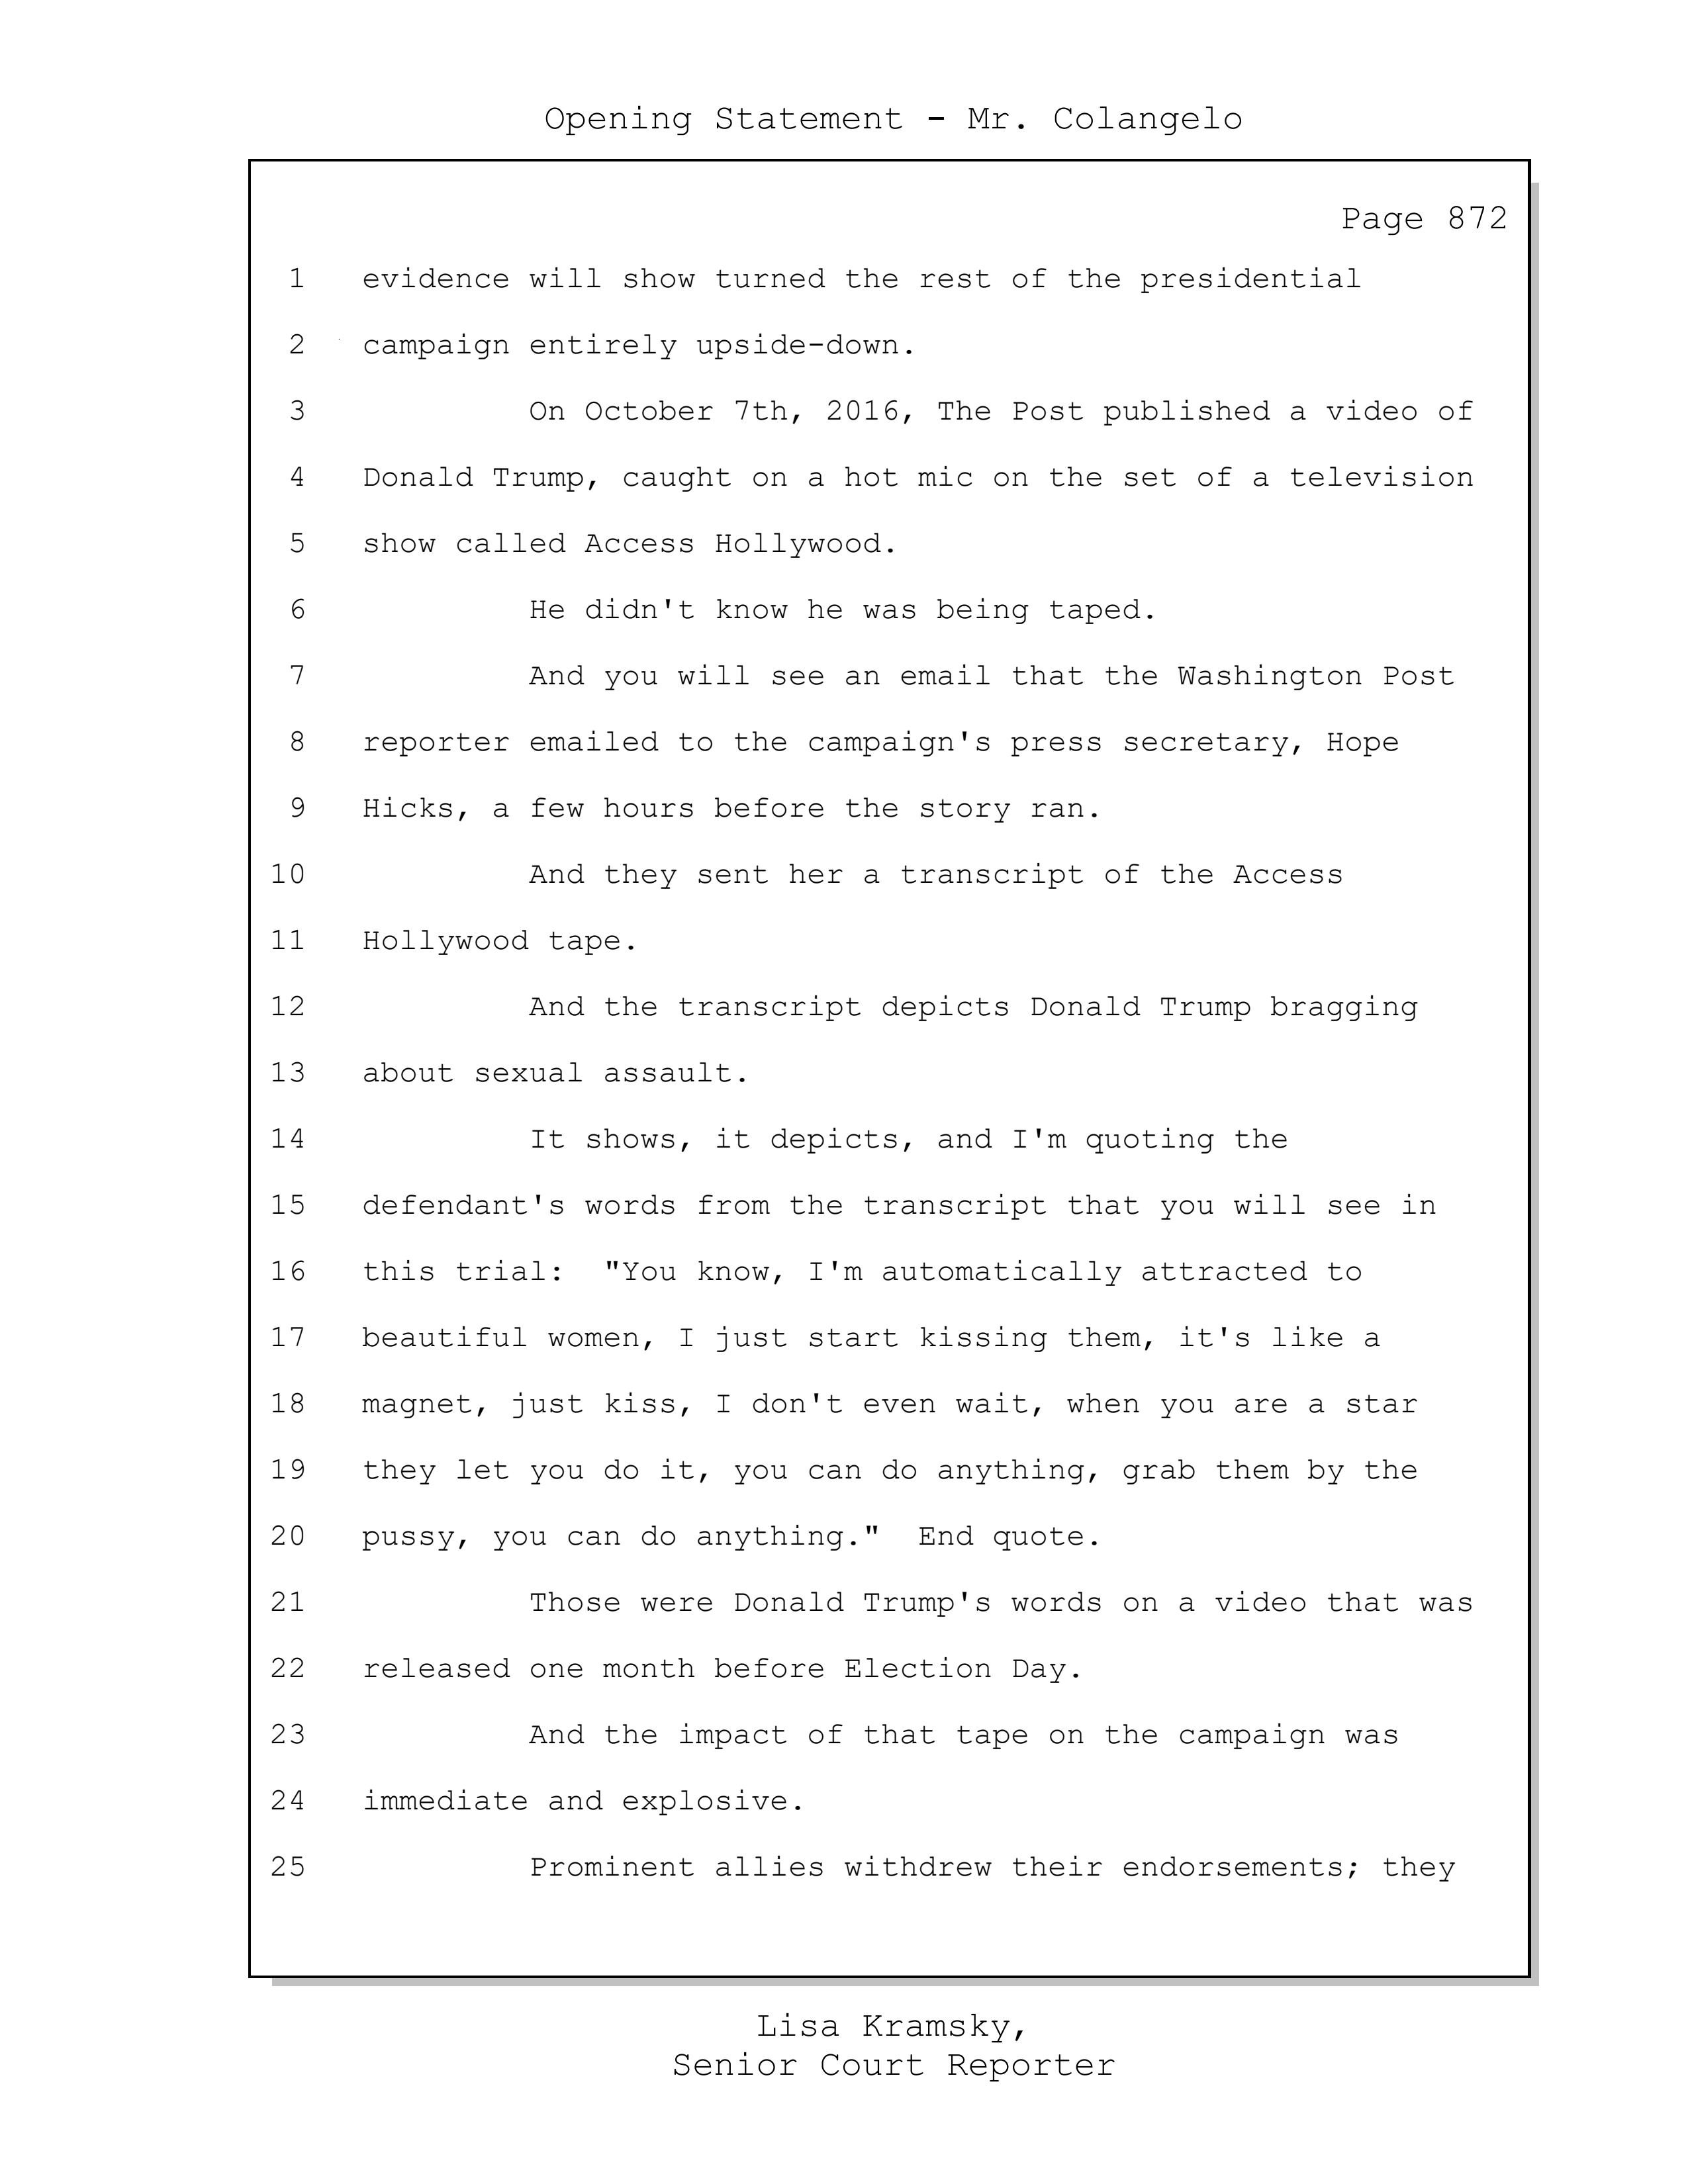 Opening Statement - Mr. Colangelo
Page 872
1 evidence will show turned the rest of the presidential
2 campaign entirely upside-down.
3 On October 7th, 2016, The Post published a video of
4 Donald Trump, caught on a hot mic on the set of a television
5 show called Access Hollywood.
6 He didn't know he was being taped.
7 And you will see an email that the Washington Post
8 reporter emailed to the campaign's press secretary, Hope
9 Hicks, a few hours before the story ran.
10 And they sent her a transcript of the Access
11 Hollywood tape.
12 And the transcript depicts Donald Trump bragging
13 about sexual assault.
14 It shows, it depicts, and I'm quoting the
15 defendant's words from the transcript that you will see in
16 this trial:  "You know, I'm automatically attracted to
17 beautiful women, I just start kissing them, it's like a
18 magnet, just kiss, I don't even wait, when you are a star
19 they let you do it, you can do anything, grab them by the
20 pussy, you can do anything."  End quote.
21 Those were Donald Trump's words on a video that was
22 released one month before Election Day.
23 And the impact of that tape on the campaign was
24 immediate and explosive.
25 Prominent allies withdrew their endorsements; they
Lisa Kramsky,
Senior Court Reporter